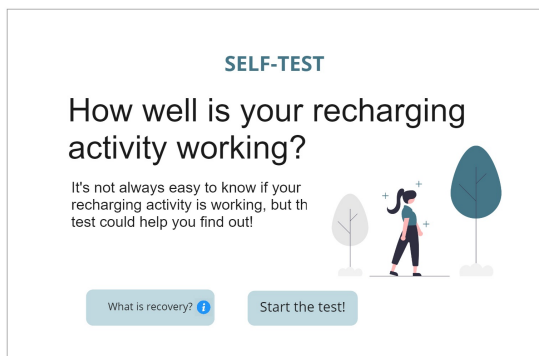 SELF-TEST
How well is your recharging
activity working?
It's not always easy to know if your
recharging activity is working, but th
test could help you find out!
What is recovery? i
Start the test!